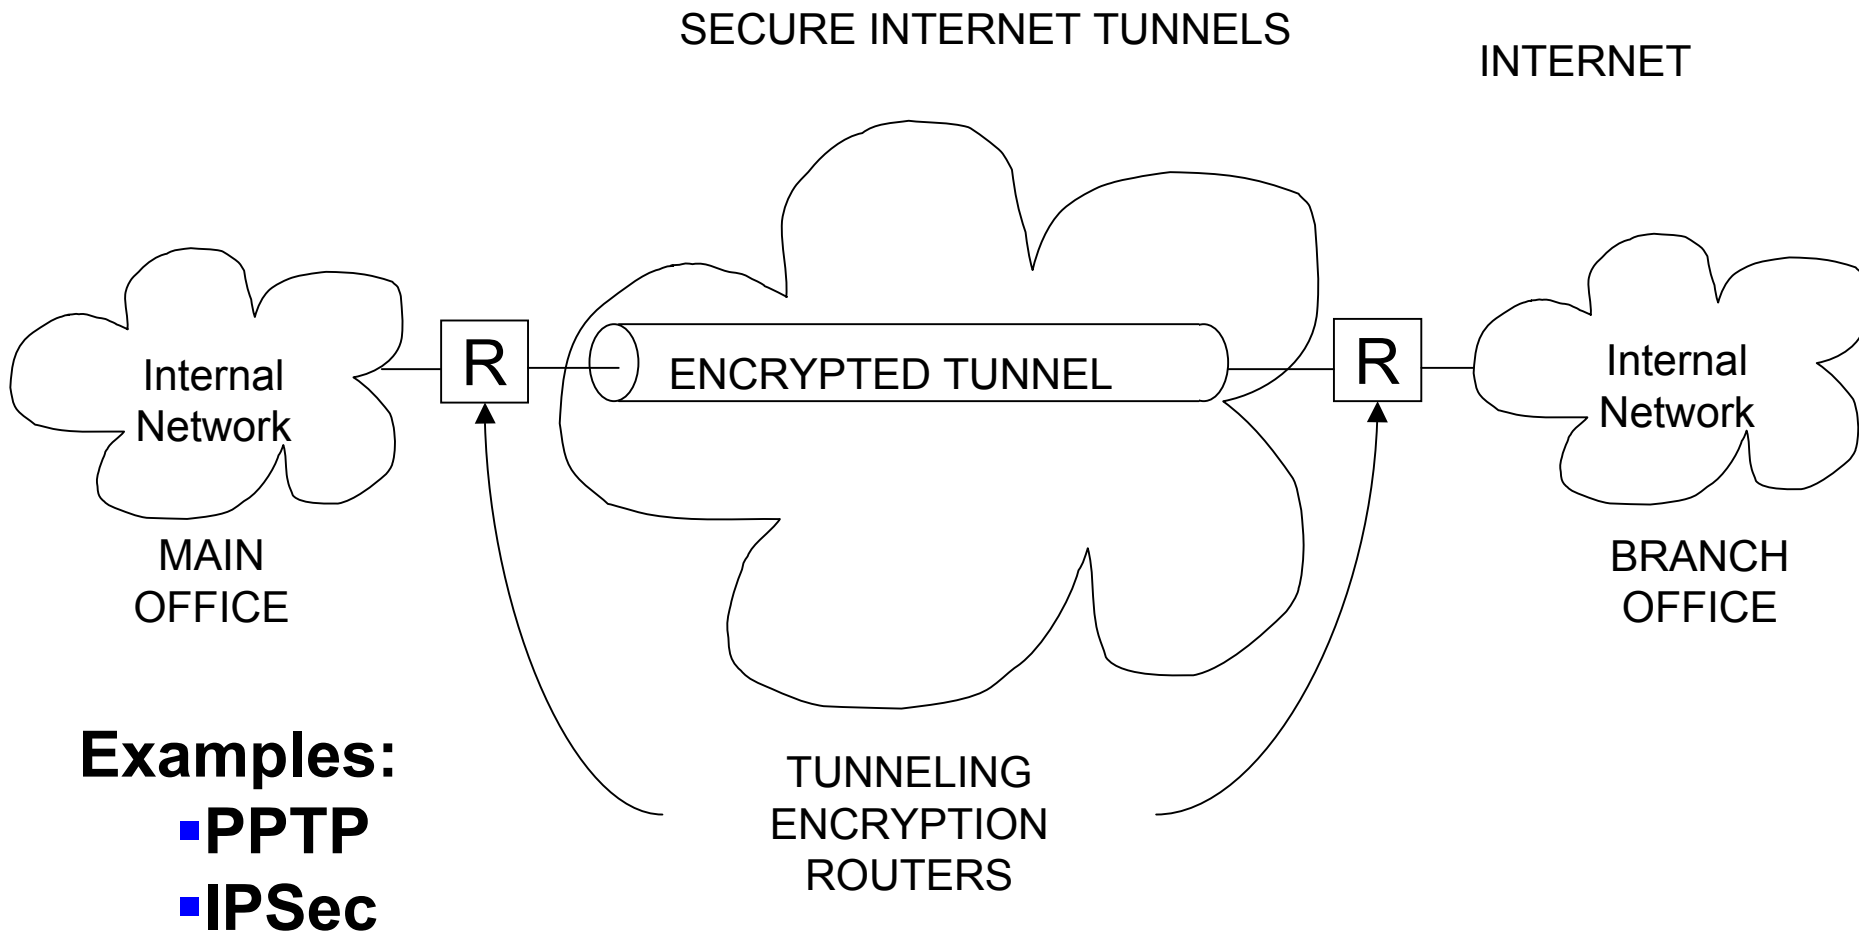 SECURE INTERNET TUNNELS
INTERNET
Internal
Network
R
ENCRYPTED TUNNEL
R
Internal
Network
MAIN
OFFICE
BRANCH
OFFICE
TUNNELING
ENCRYPTION
ROUTERS
Examples:
▪PPTP
▪IPSec